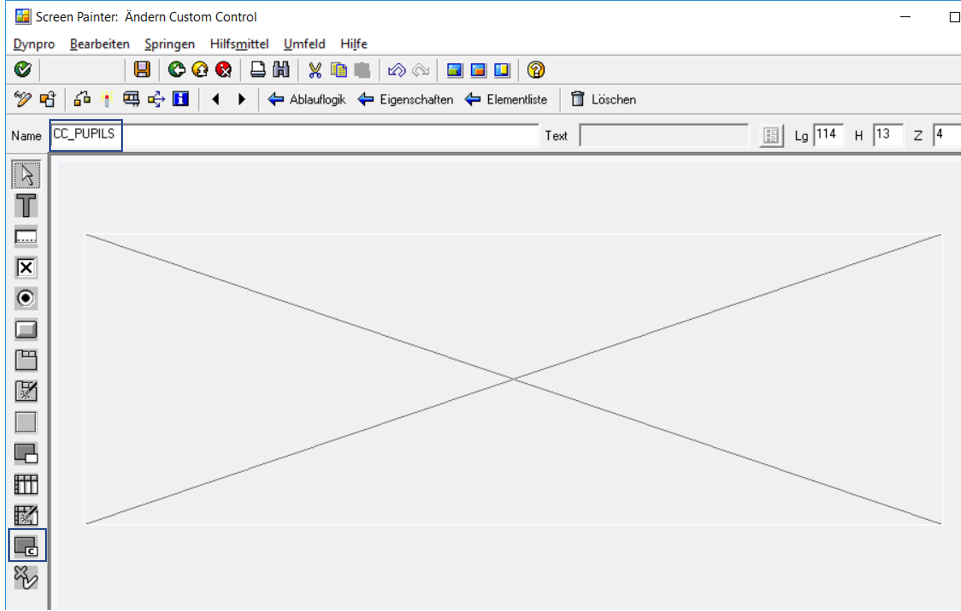 Screen Painter: Ändern Custom Control
Dynpro Bearbeiten Springen Hilfsmittel Umfeld Hilfe
Ablauflogik Eigenschaften Elementliste Löschen
Name CC_PUPILS Text Lg 114 H 13 Z 4
T
C